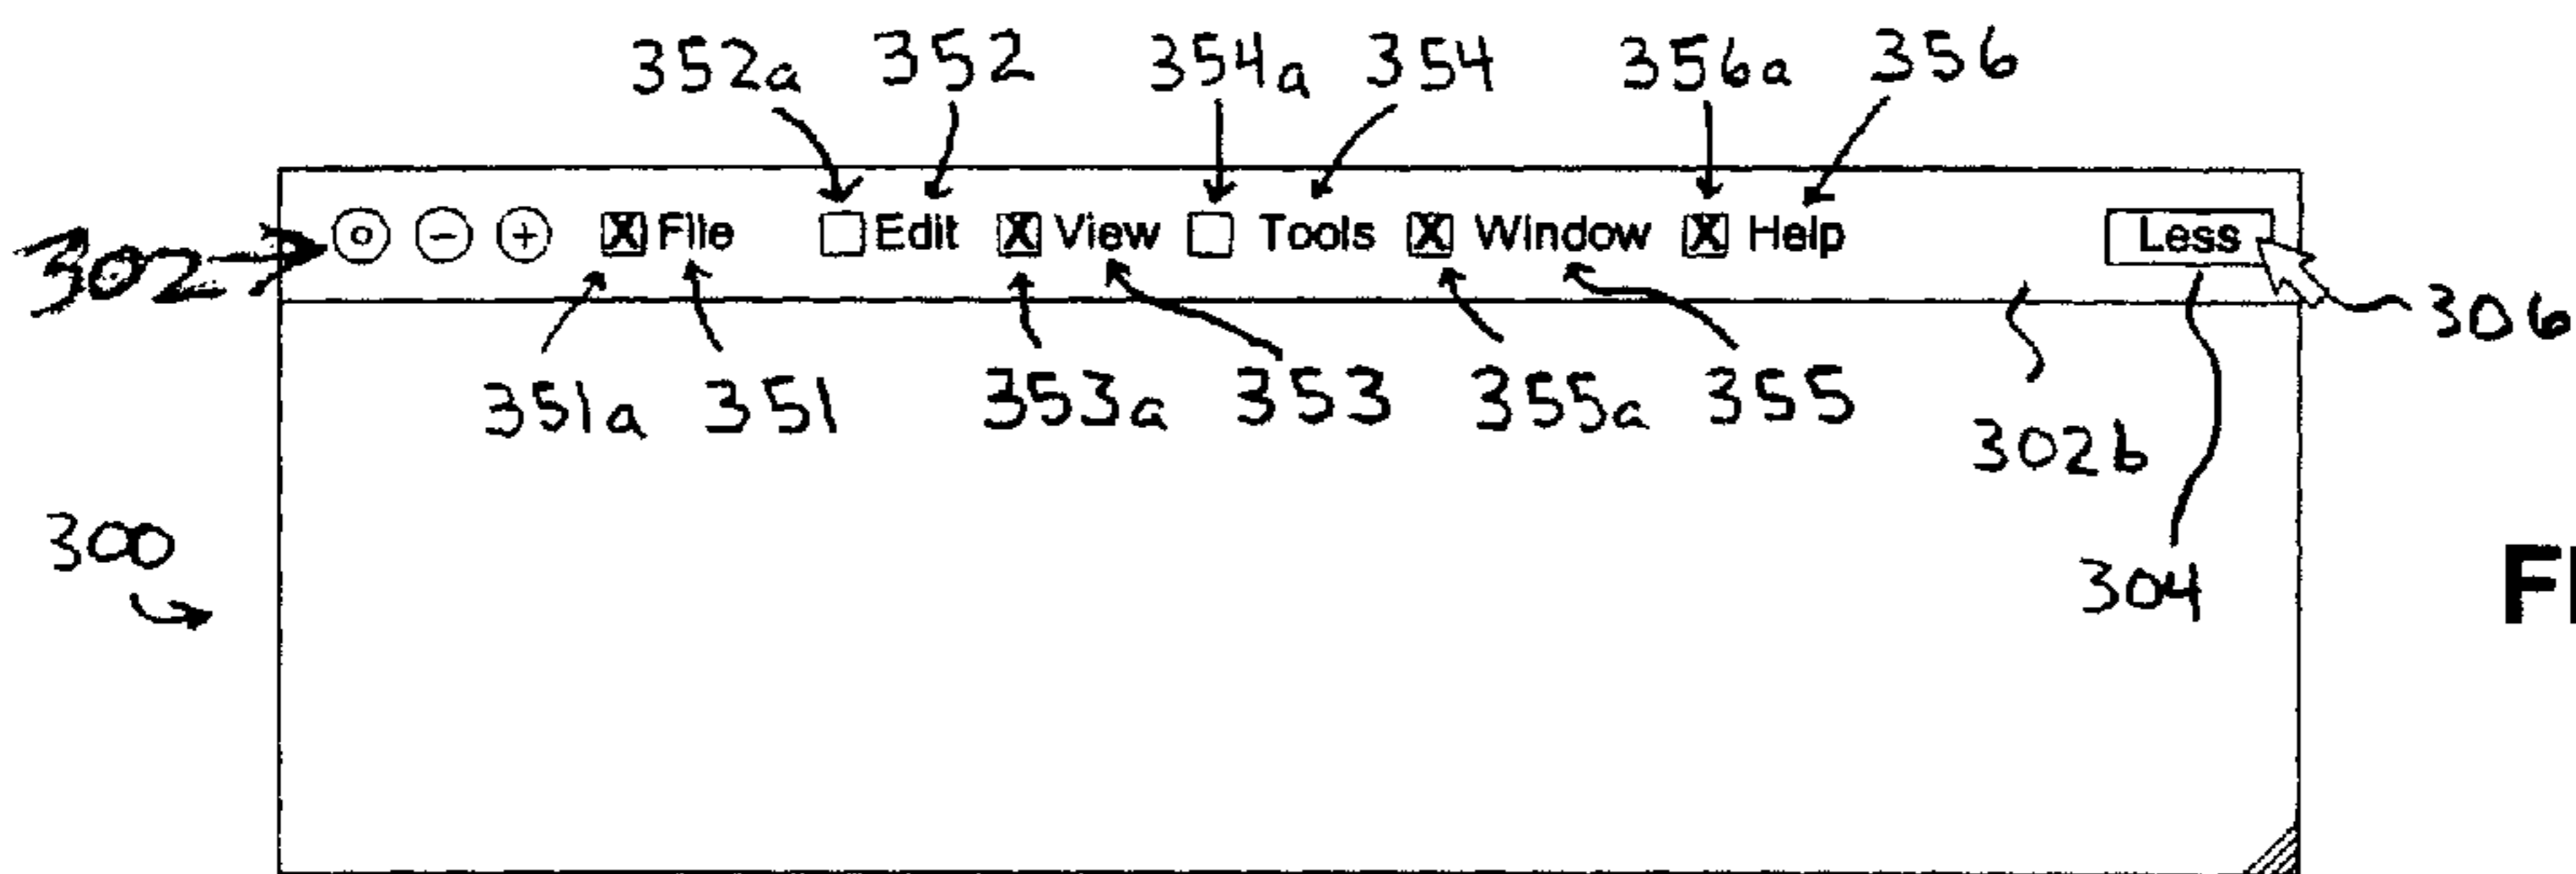 352a 352 354a 354 356a 356
302 X File Edit X View Tools X Window X Help Less
306
351a 351 353a 353 355a 355
302b
300
304